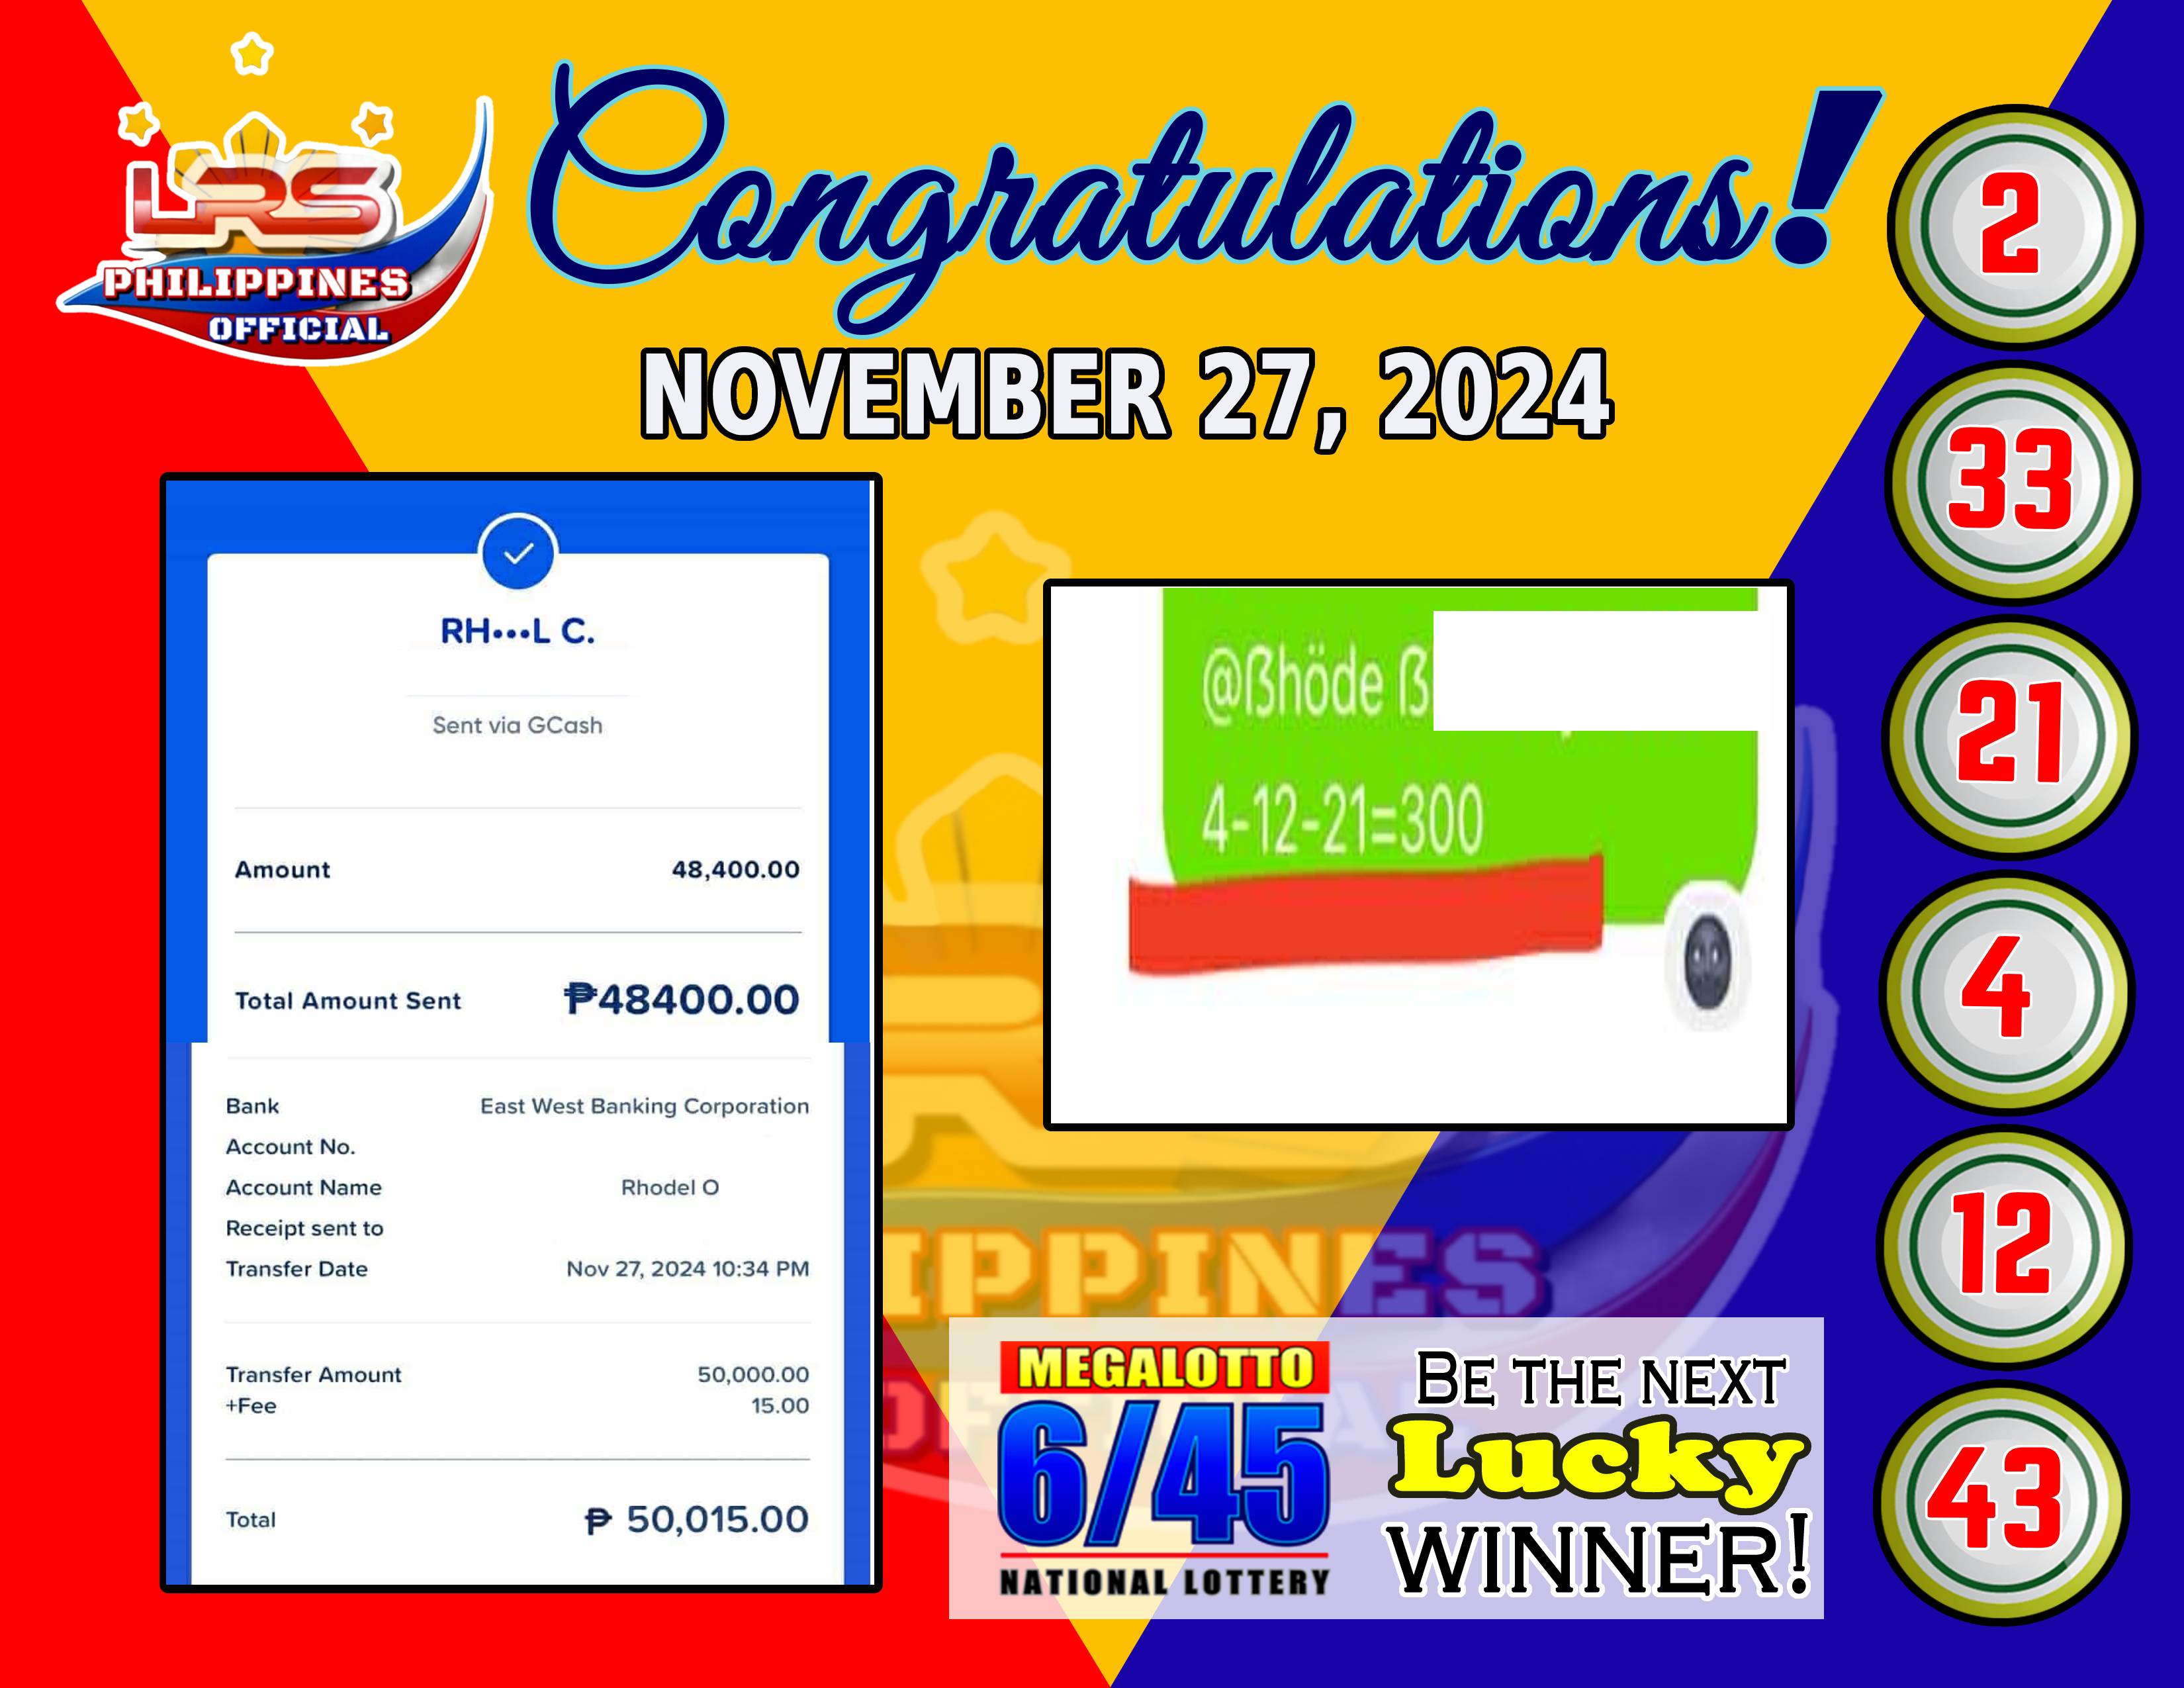 LRS
PHILIPPINES
OFFICIAL
Congratulations!
NOVEMBER 27, 2024
RH•••L C.
Sent via GCash
Amount 48,400.00
Total Amount Sent ₱48400.00
Bank East West Banking Corporation
Account No.
Account Name Rhodel O
Receipt sent to
Transfer Date Nov 27, 2024 10:34 PM
Transfer Amount 50,000.00
+Fee 15.00
Total ₱ 50,015.00
@ßhöde ß
4-12-21=300
IPPINES
MEGALOTTO
6/45
NATIONAL LOTTERY
BE THE NEXT
Lucky
WINNER!
2
33
21
4
12
43